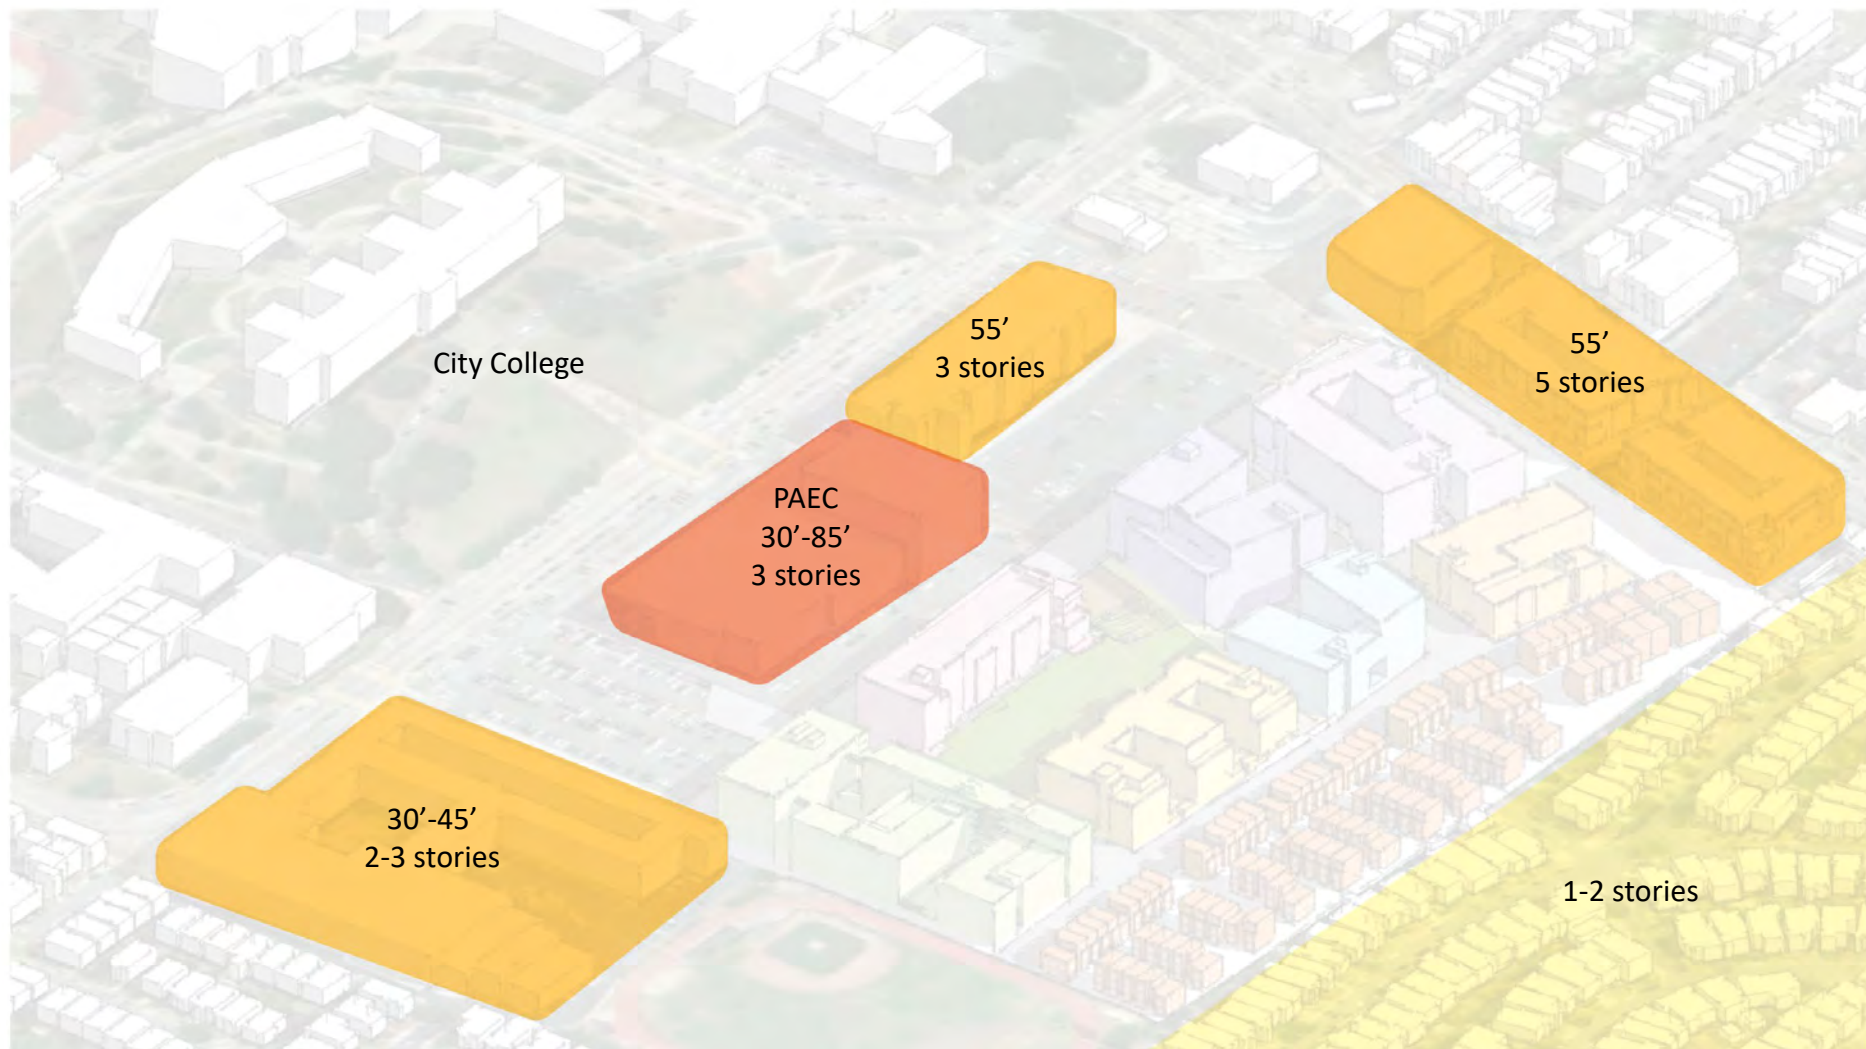 City College
55’
3 stories
55’
5 stories
PAEC
30’-85’
3 stories
30’-45’
2-3 stories
1-2 stories